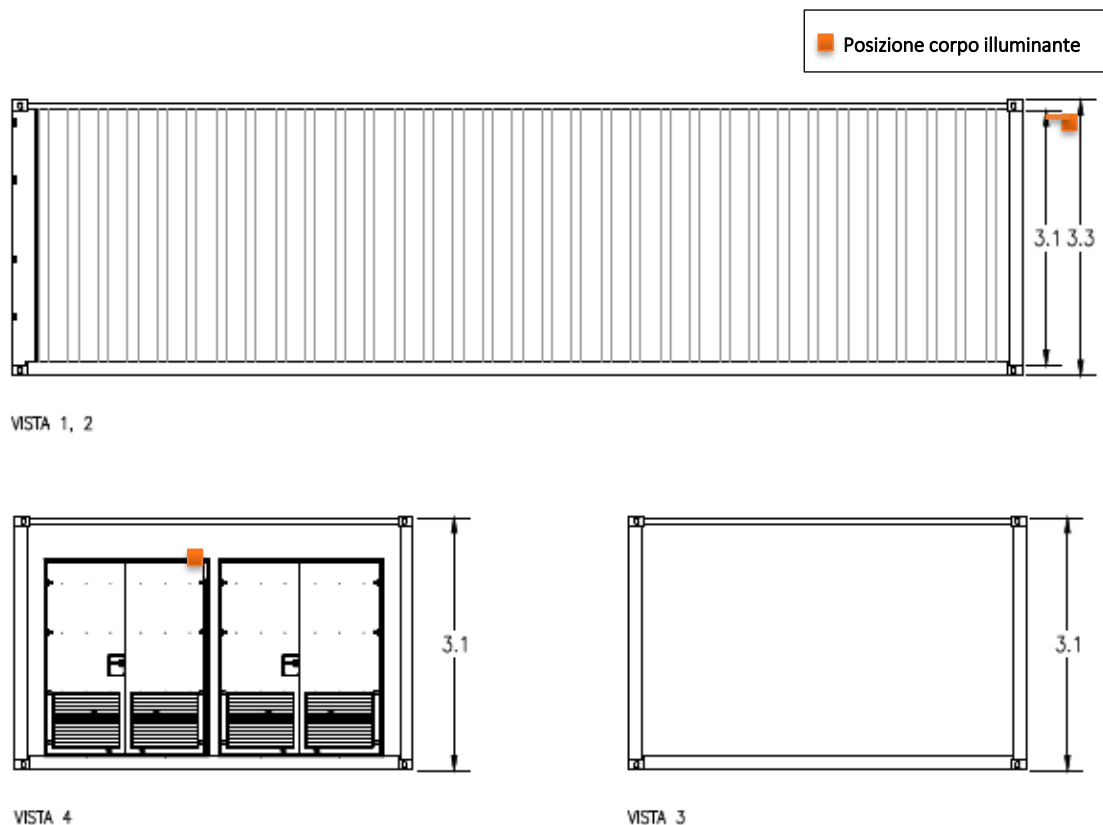 Posizione corpo illuminante
3.1 3.3
VISTA 1, 2
3.1
3.1
VISTA 4
VISTA 3